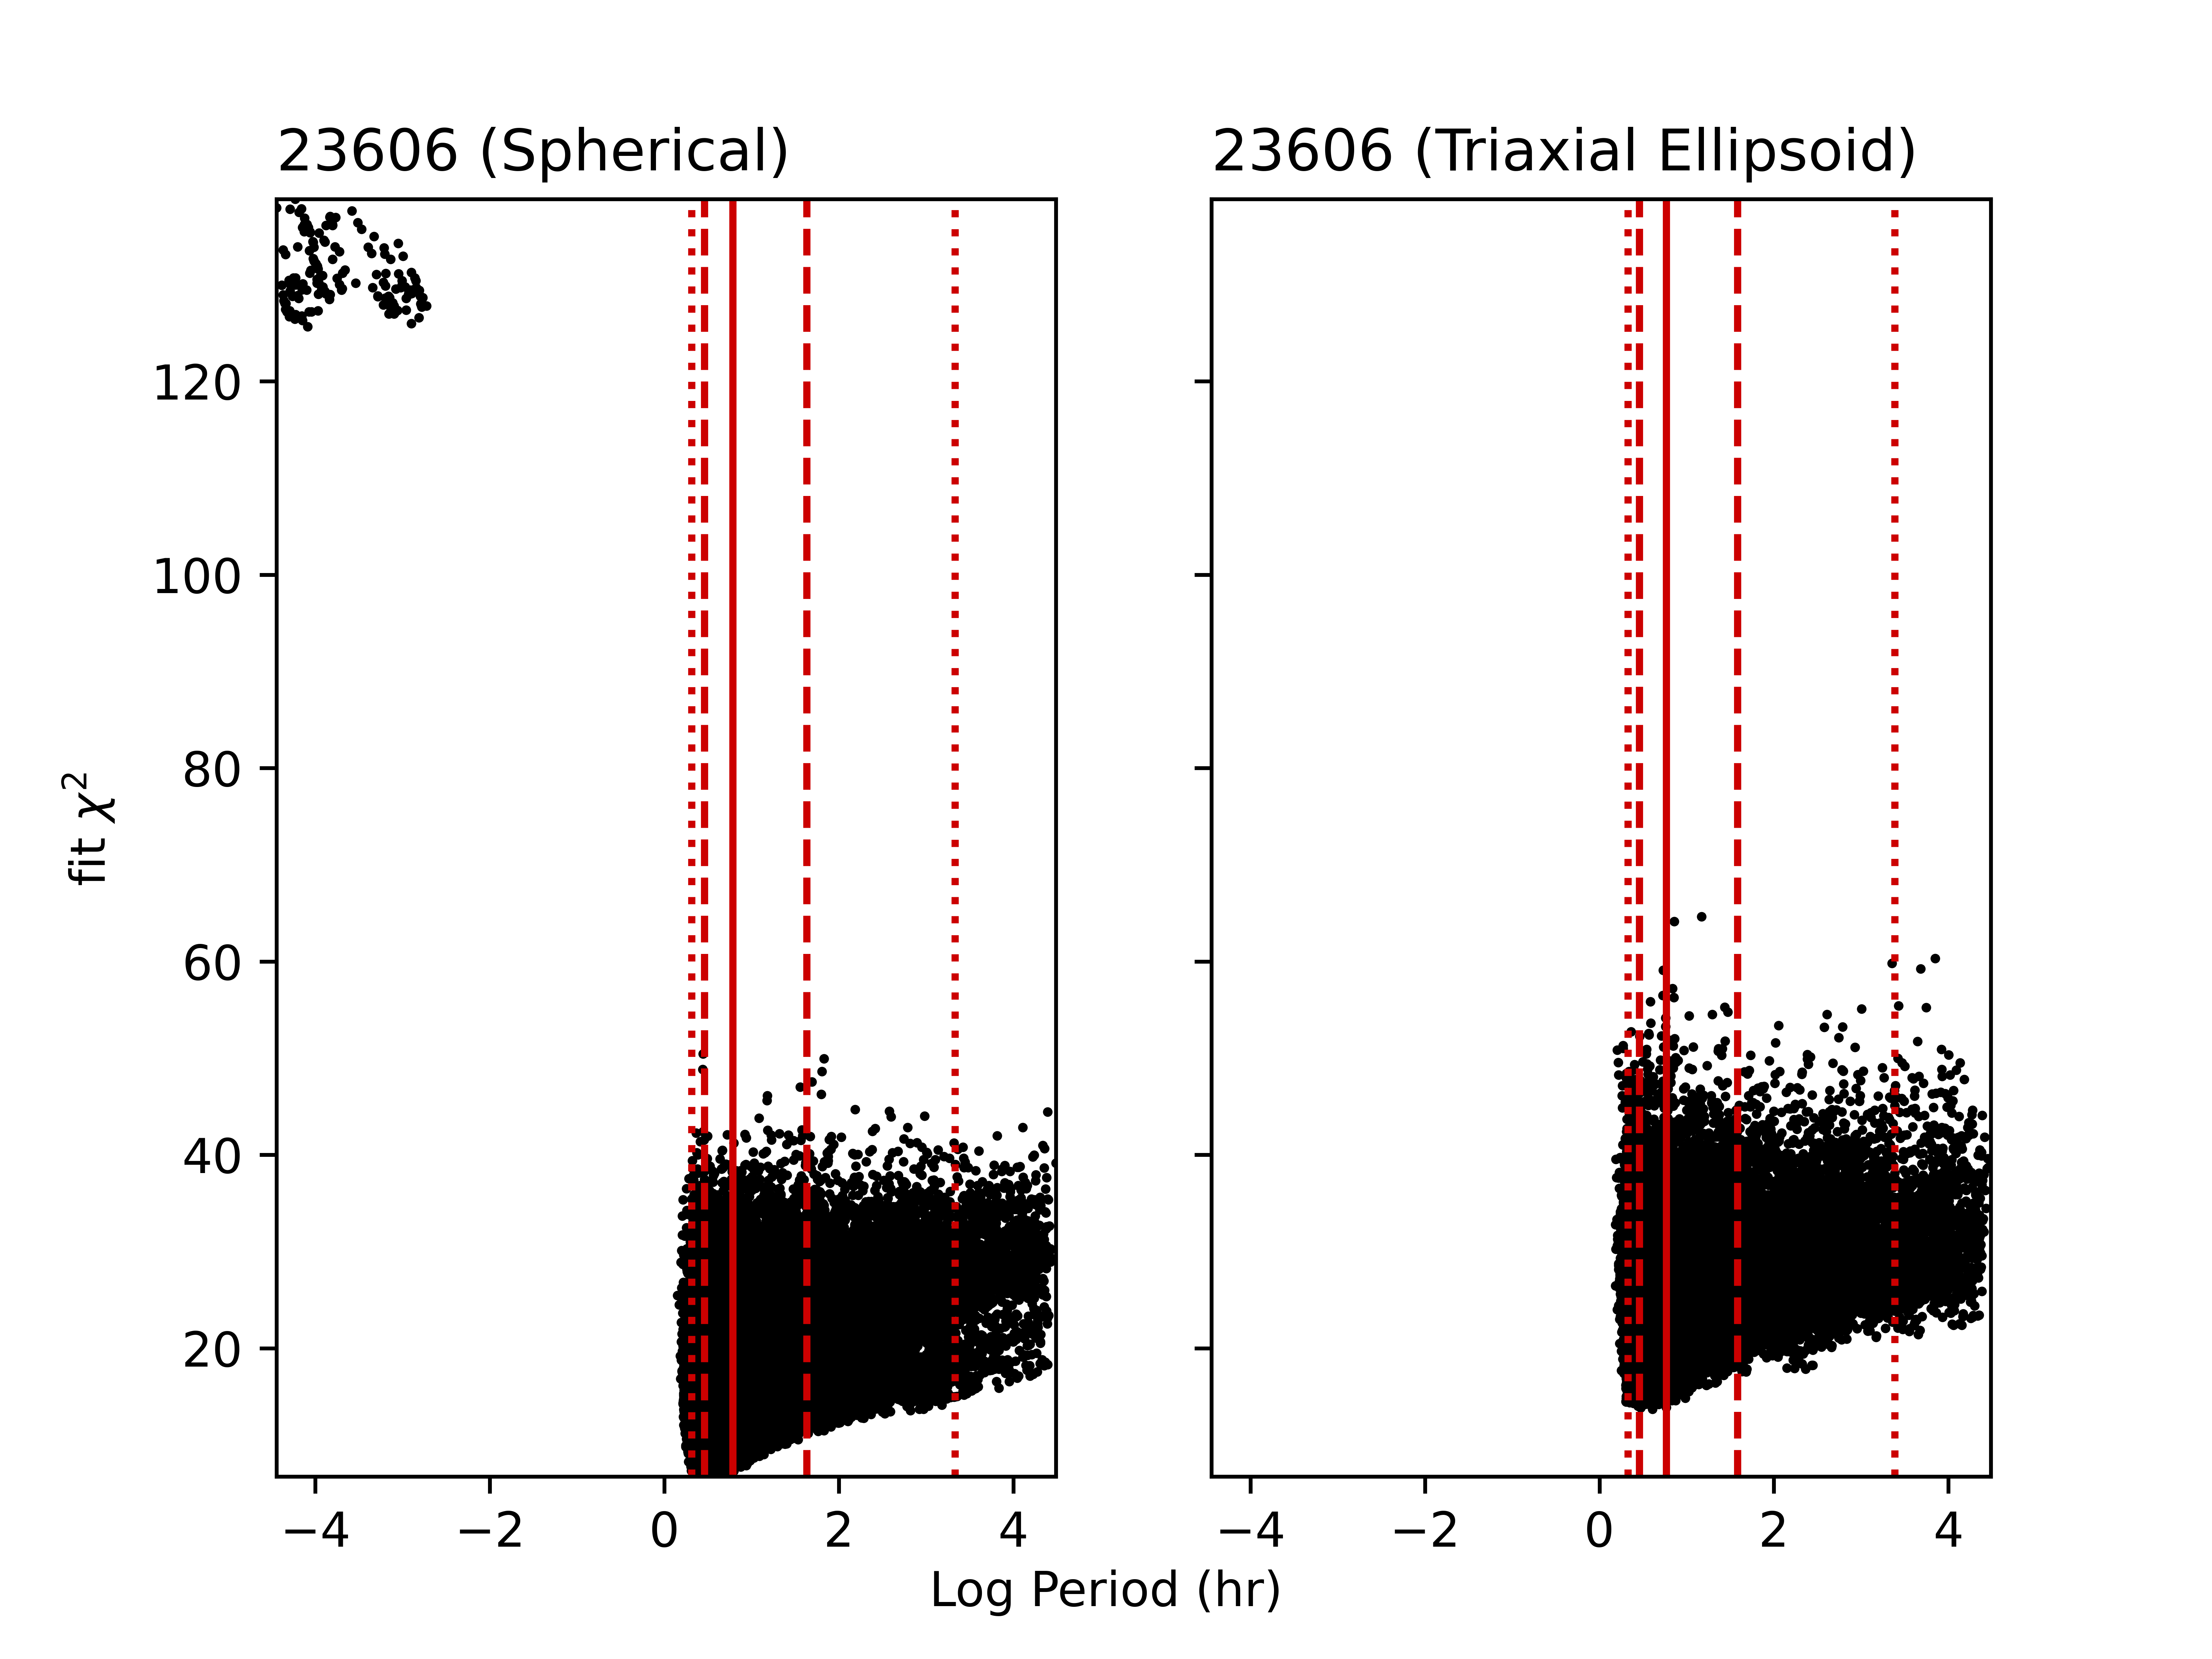 23606 (Spherical)
23606 (Triaxial Ellipsoid)
120
100
80
60
40
20
fit χ²
−4 −2 0 2 4
−4 −2 0 2 4
Log Period (hr)